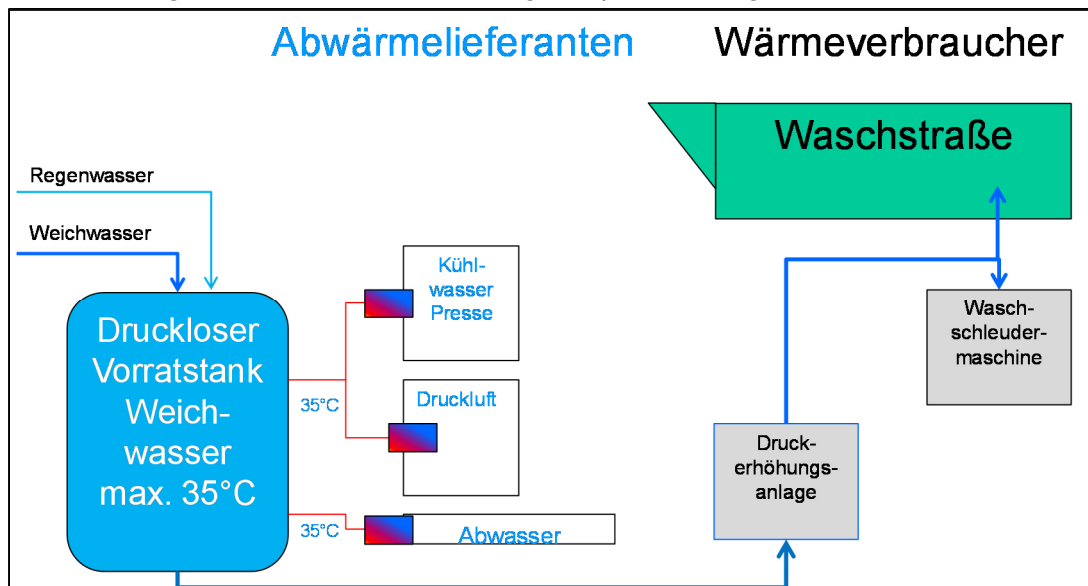 Abwärmelieferanten
Wärmeverbraucher
Waschstraße
Regenwasser
Weichwasser
Druckloser
Vorratstank
Weich-
wasser
max. 35°C
Kühl-
wasser
Presse
35°C
Druckluft
35°C
Abwasser
Wasch-
schleuder-
maschine
Druck-
erhöhungs-
anlage